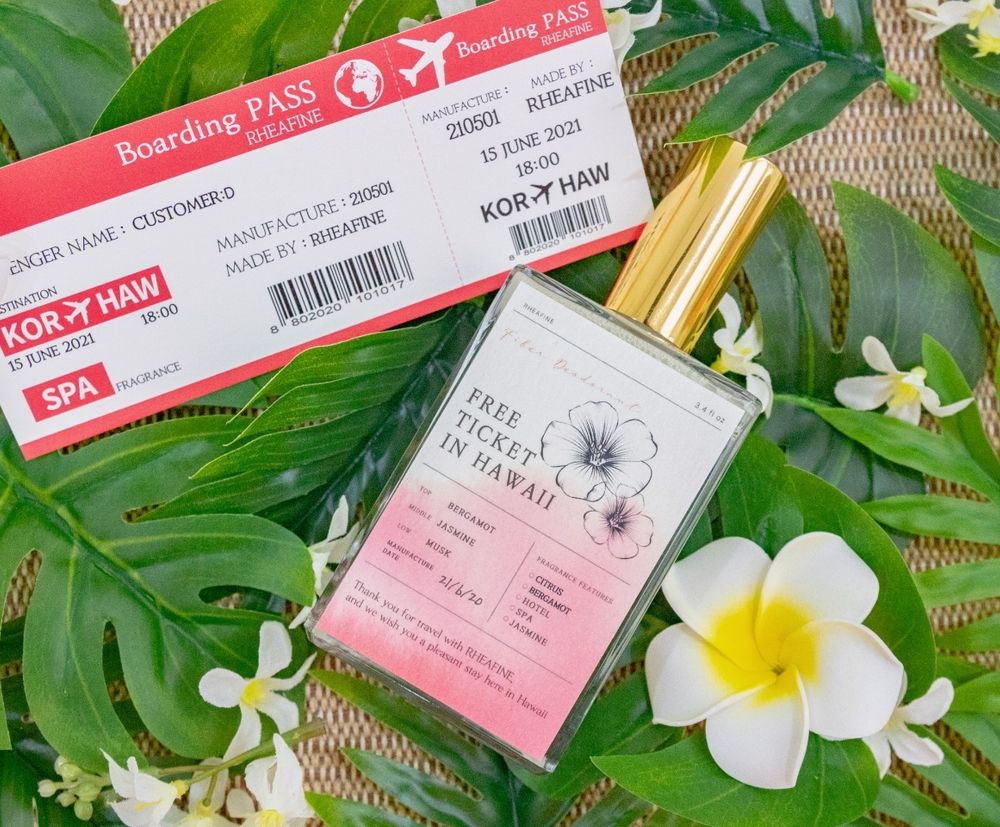 Boarding PASS
RHEAFINE
ENGER NAME : CUSTOMER:D
STINATION
KOR HAW
15 JUNE 2021
18:00
SPA FRAGRANCE
MANUFACTURE : 210501
MADE BY : RHEAFINE
8 802020 101017
Boarding PASS
RHEAFINE
MANUFACTURE :
210501
MADE BY :
RHEAFINE
15 JUNE 2021
18:00
KOR HAW
8 802020 101017
RHEAFINE
Fiber Deodorant
3.4 fl oz
FREE
TICKET
IN HAWAII
TOP BERGAMOT
MIDDLE JASMINE
LOW MUSK
MANUFACTURE
DATE
21/6/20
FRAGRANCE FEATURES
CITRUS
BERGAMOT
HOTEL
SPA
JASMINE
Thank you for travel with RHEAFINE,
and we wish you a pleasant stay here in Hawaii